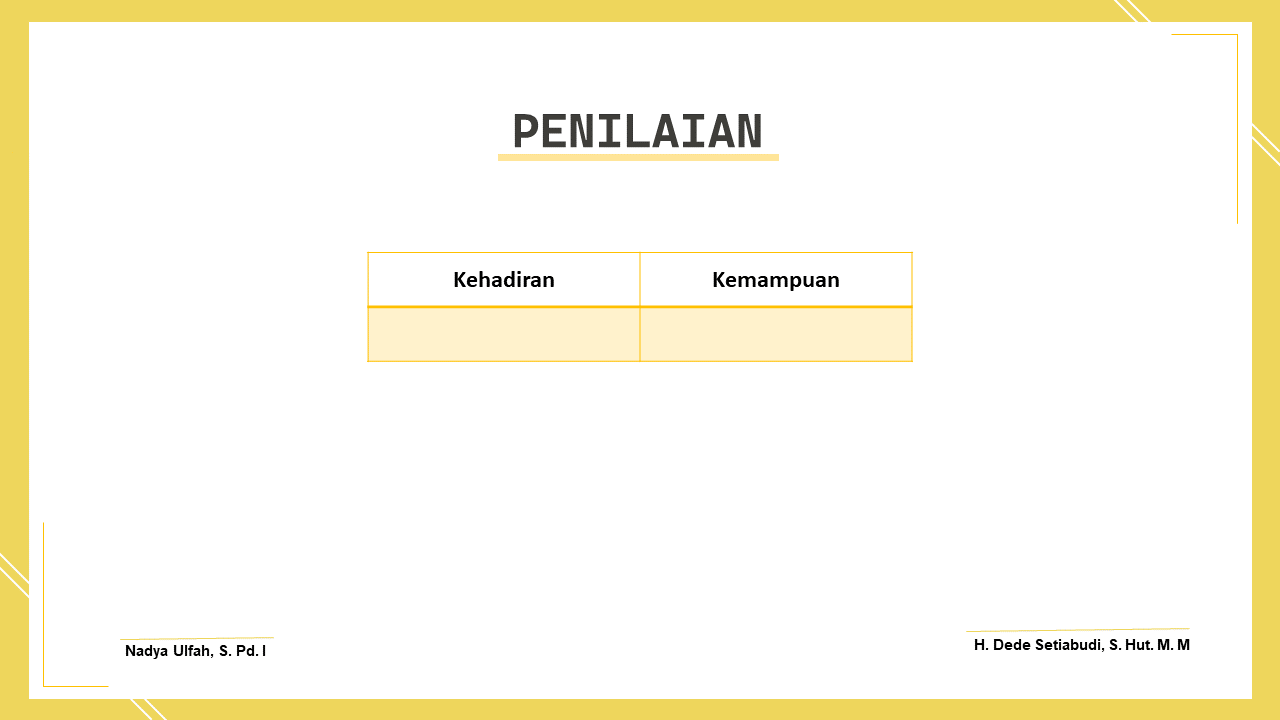 PENILAIAN
Kehadiran Kemampuan
Nadya Ulfah, S. Pd. I
H. Dede Setiabudi, S. Hut. M. M